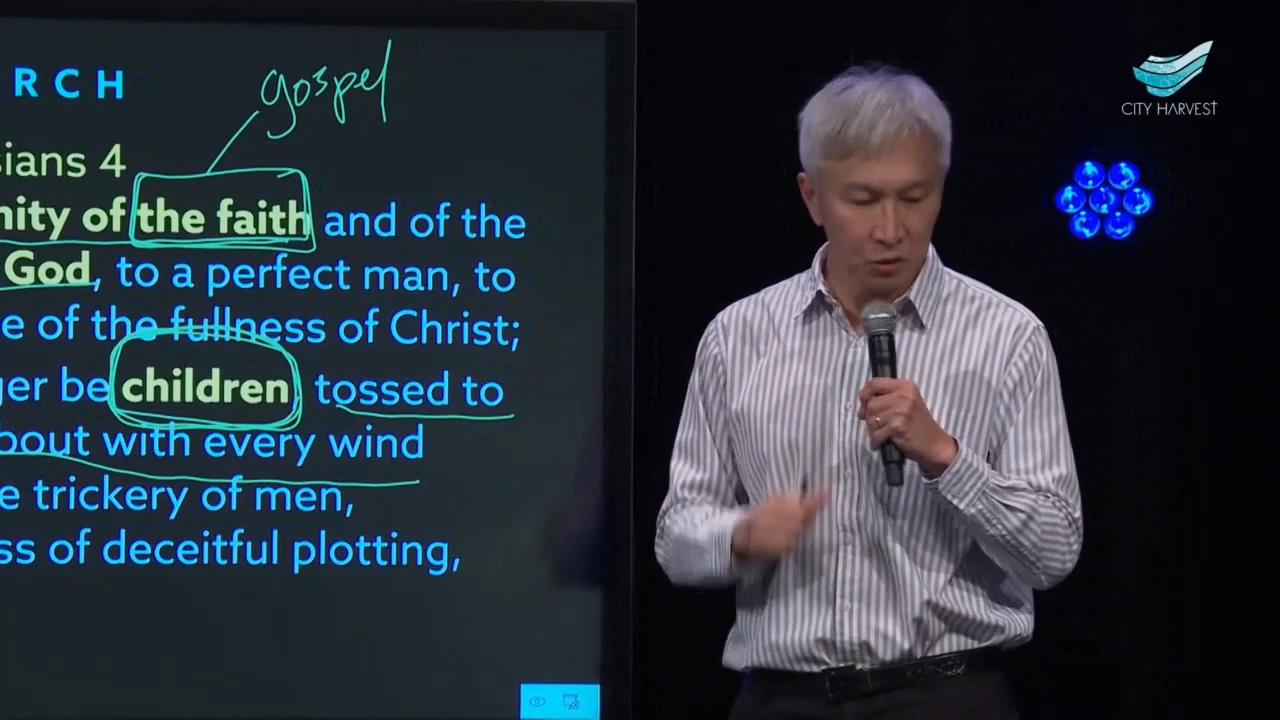 RCH
gospel
sians 4
nity of the faith and of the
God, to a perfect man, to
e of the fullness of Christ;
ger be children, tossed to
bout with every wind
e trickery of men,
ss of deceitful plotting,
CITY HARVEST